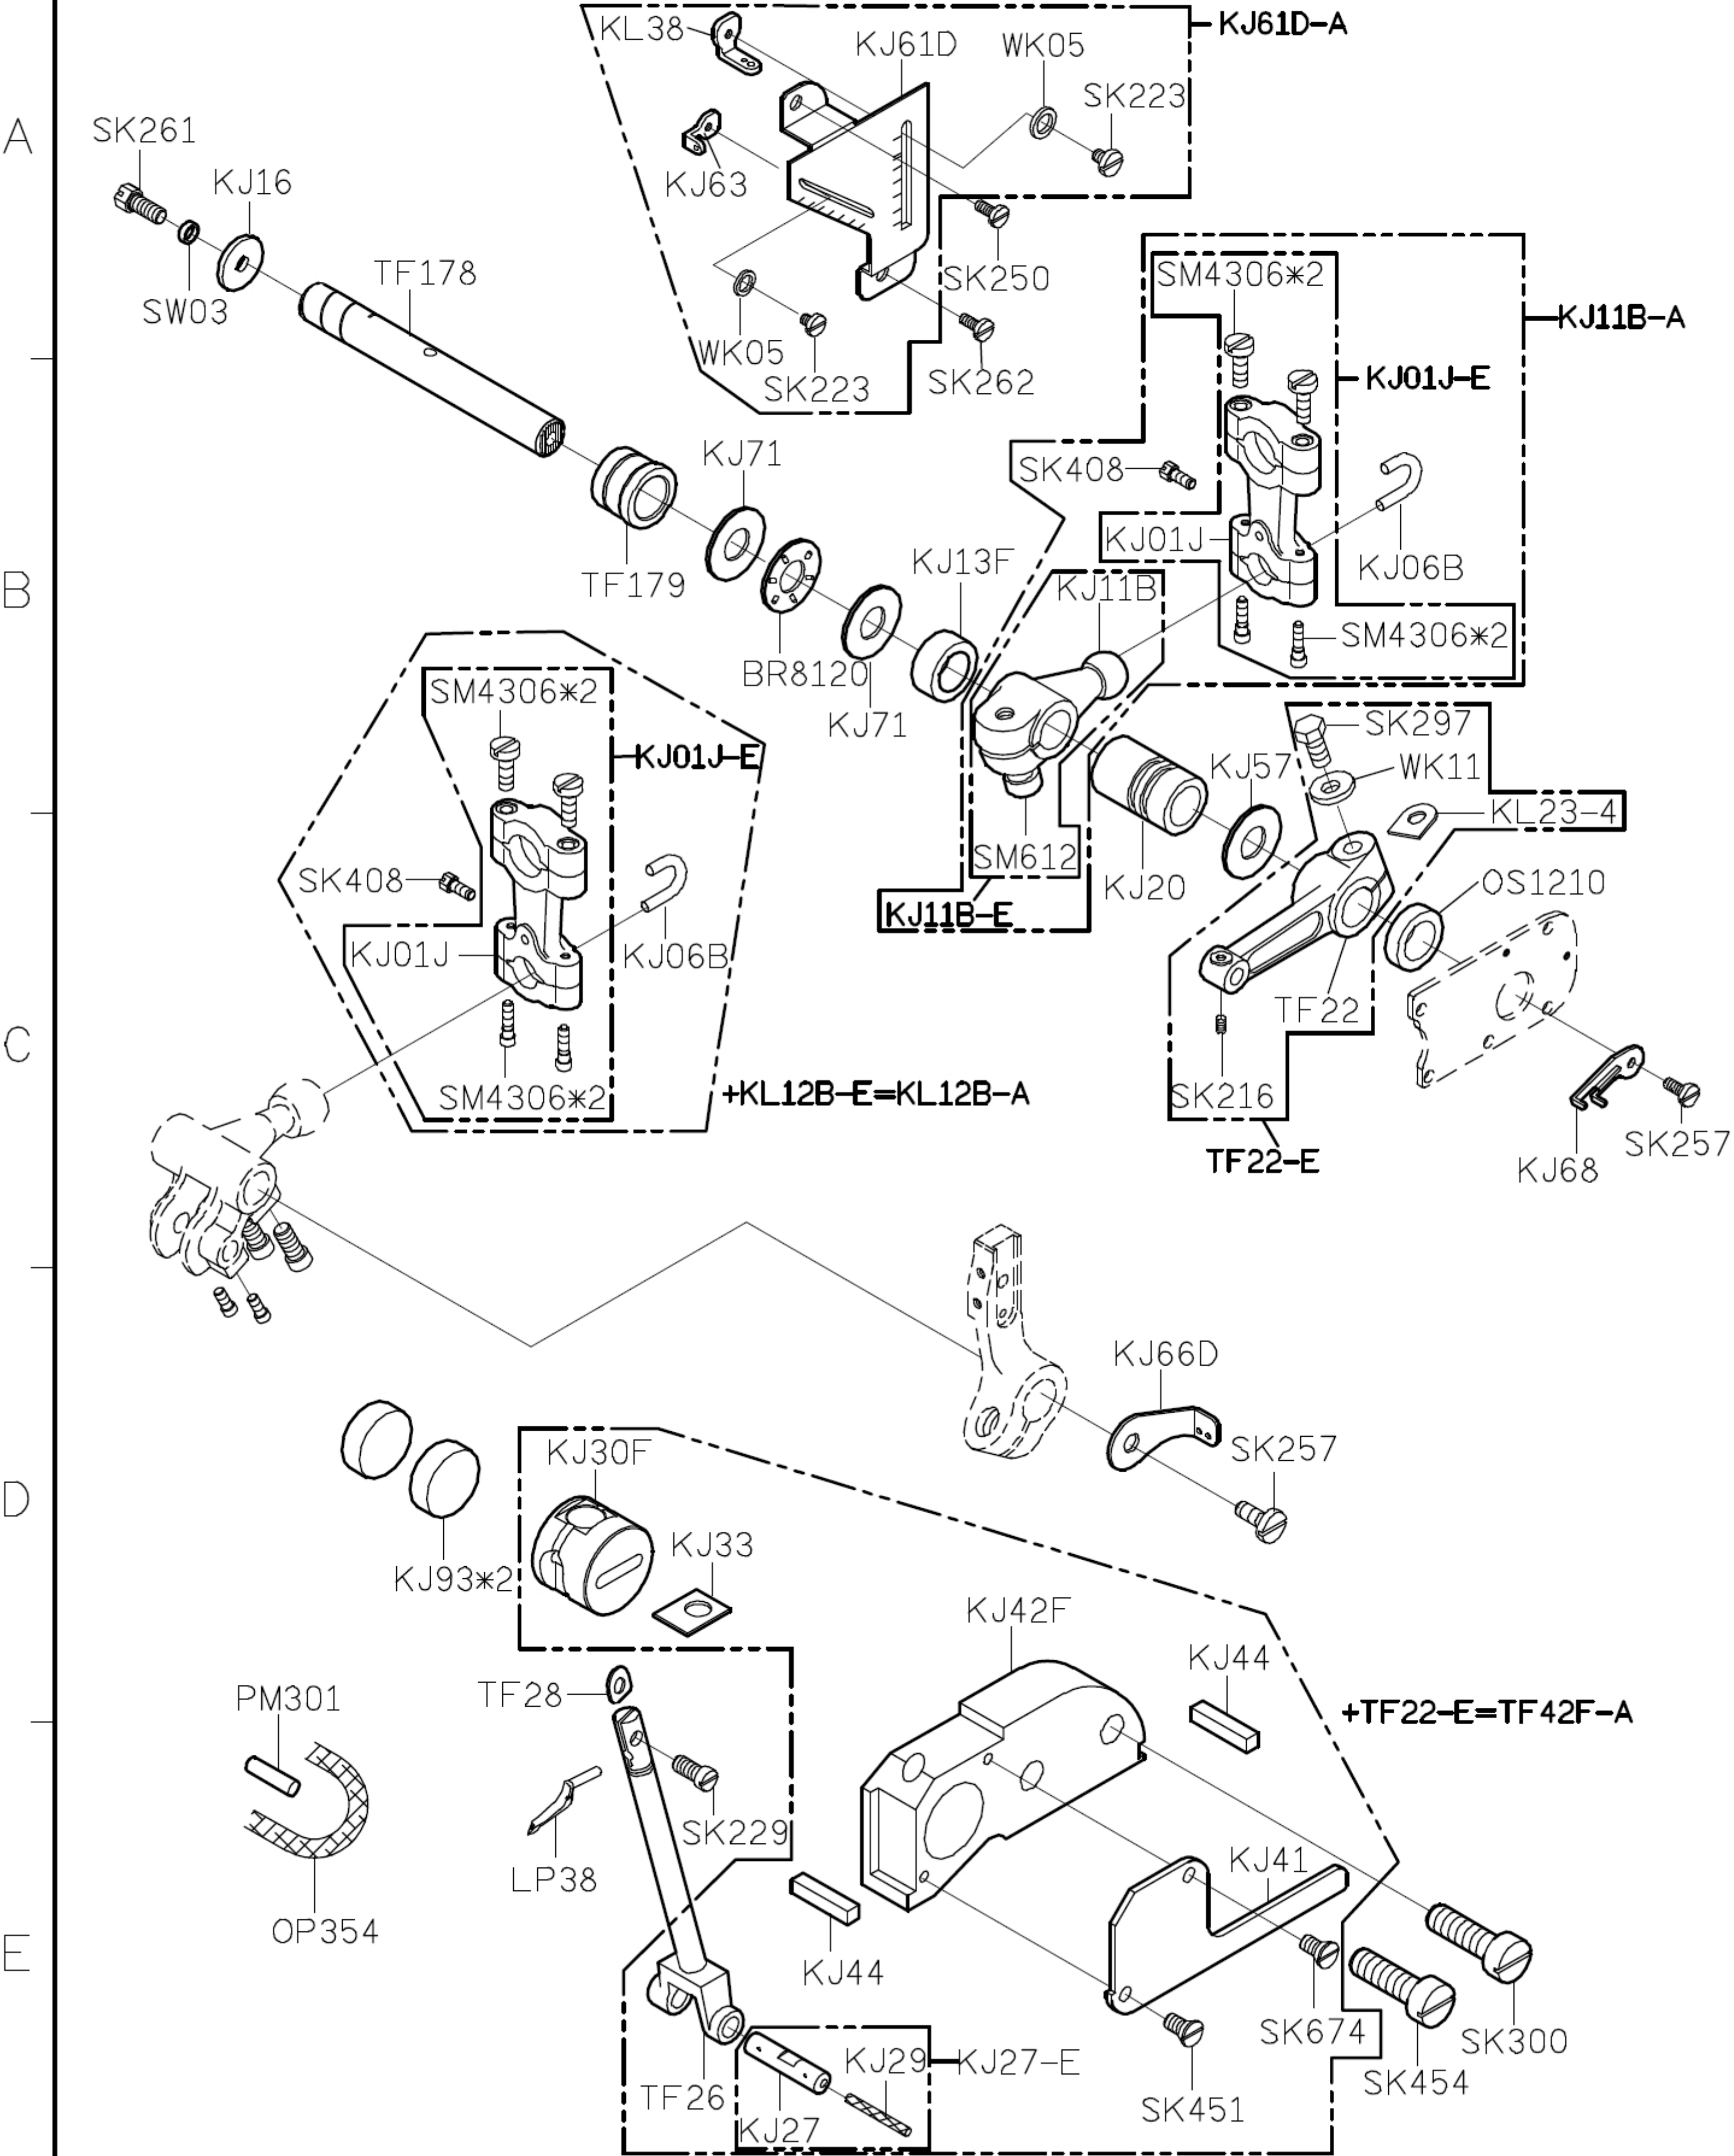 KL38
KJ61D
WK05
KJ61D-A
SK223
A
SK261
KJ16
KJ63
TF178
SW03
SK250
SM4306*2
KJ11B-A
WK05
SK223
SK262
KJ01J-E
KJ71
SK408
KJ01J
KJ06B
TF179
KJ13F
KJ11B
B
BR8120
SM4306*2
KJ71
SM4306*2
KJ01J-E
SK297
KJ57
WK11
KL23-4
SM612
KJ20
OS1210
SK408
KJ11B-E
KJ01J
KJ06B
TF22
C
SM4306*2
+KL12B-E=KL12B-A
SK216
TF22-E
KJ68
SK257
KJ66D
SK257
KJ30F
D
KJ33
KJ93*2
KJ42F
KJ44
TF28
PM301
+TF22-E=TF42F-A
SK229
LP38
KJ41
OP354
E
KJ44
SK674
SK300
KJ29
KJ27-E
SK454
TF26
SK451
KJ27